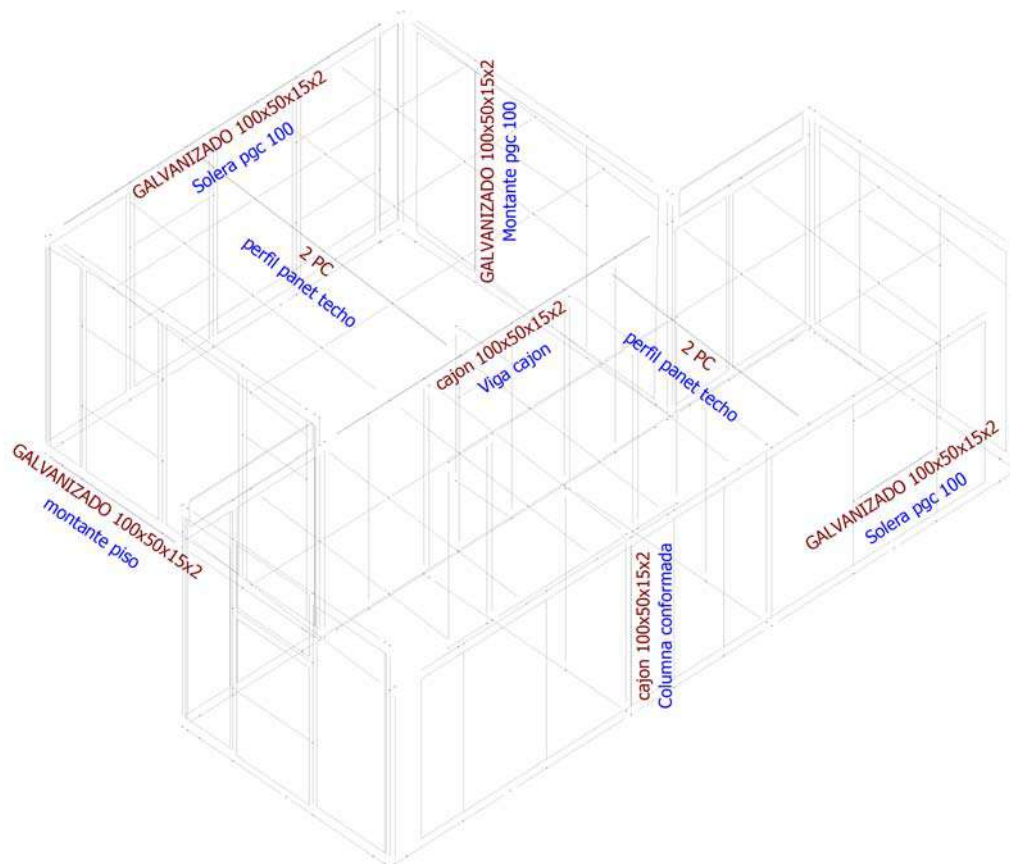 GALVANIZADO 100x50x15x2
Solera pgc 100
GALVANIZADO 100x50x15x2
Montante pgc 100
2 PC
perfil panet techo
cajon 100x50x15x2
Viga cajon
2 PC
perfil panet techo
GALVANIZADO 100x50x15x2
montante piso
GALVANIZADO 100x50x15x2
Solera pgc 100
cajon 100x50x15x2
Columna conformada